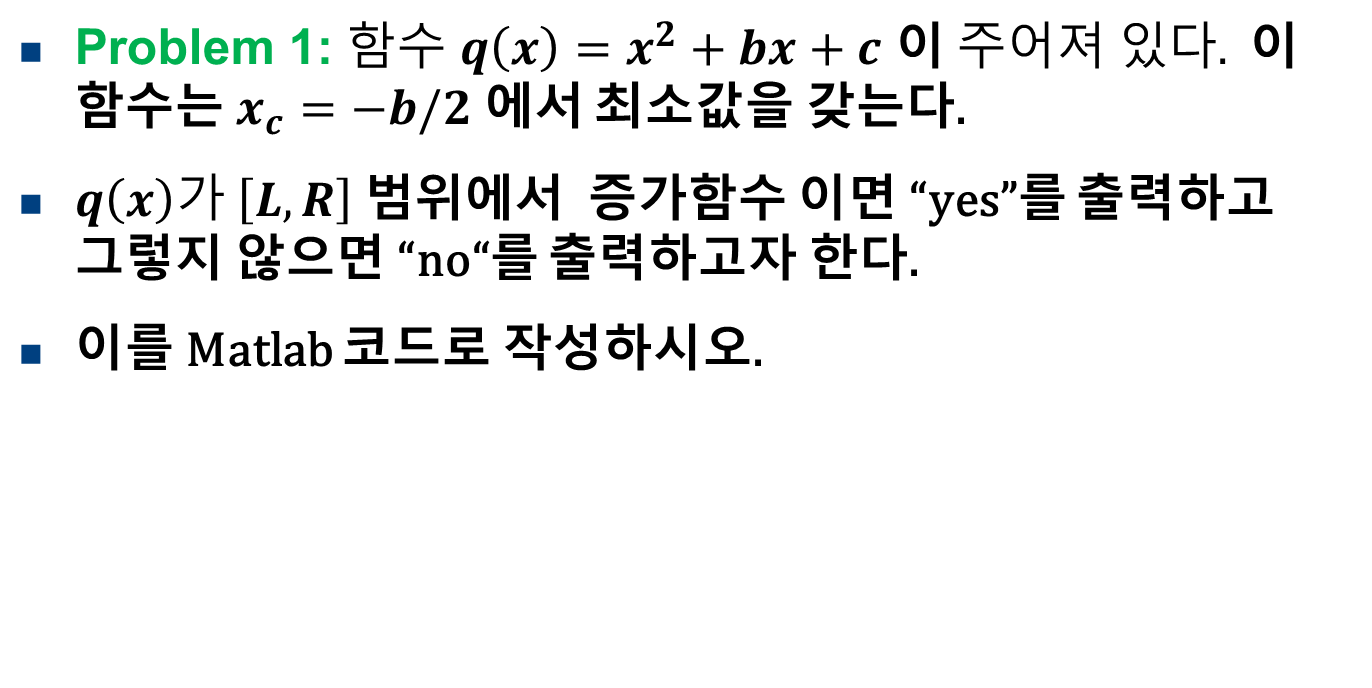 ▪ Problem 1: 함수 q(x) = x² + bx + c 이 주어져 있다. 이
함수는 x_c = −b/2 에서 최소값을 갖는다.
▪ q(x)가 [L, R] 범위에서 증가함수 이면 “yes”를 출력하고
그렇지 않으면 “no“를 출력하고자 한다.
▪ 이를 Matlab 코드로 작성하시오.